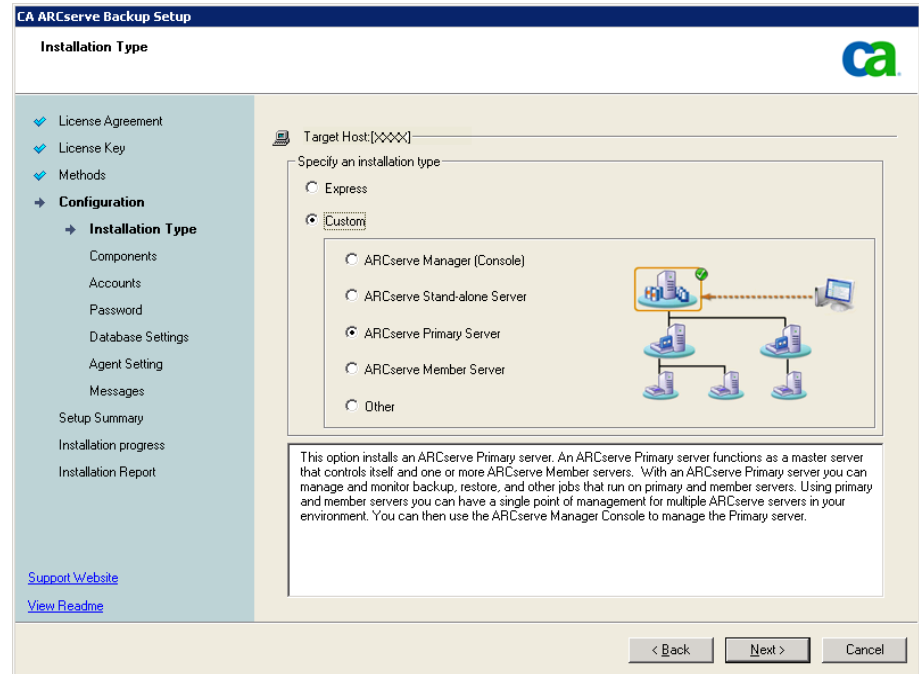 CA ARCserve Backup Setup
Installation Type
ca
License Agreement
License Key
Methods
Configuration
Installation Type
Components
Accounts
Password
Database Settings
Agent Setting
Messages
Setup Summary
Installation progress
Installation Report
Support Website
View Readme
Target Host:[XXXX]
Specify an installation type
Express
Custom
ARCserve Manager (Console)
ARCserve Stand-alone Server
ARCserve Primary Server
ARCserve Member Server
Other
This option installs an ARCserve Primary server. An ARCserve Primary server functions as a master server
that controls itself and one or more ARCserve Member servers.  With an ARCserve Primary server you can
manage and monitor backup, restore, and other jobs that run on primary and member servers. Using primary
and member servers you can have a single point of management for multiple ARCserve servers in your
environment. You can then use the ARCserve Manager Console to manage the Primary server.
< Back
Next >
Cancel